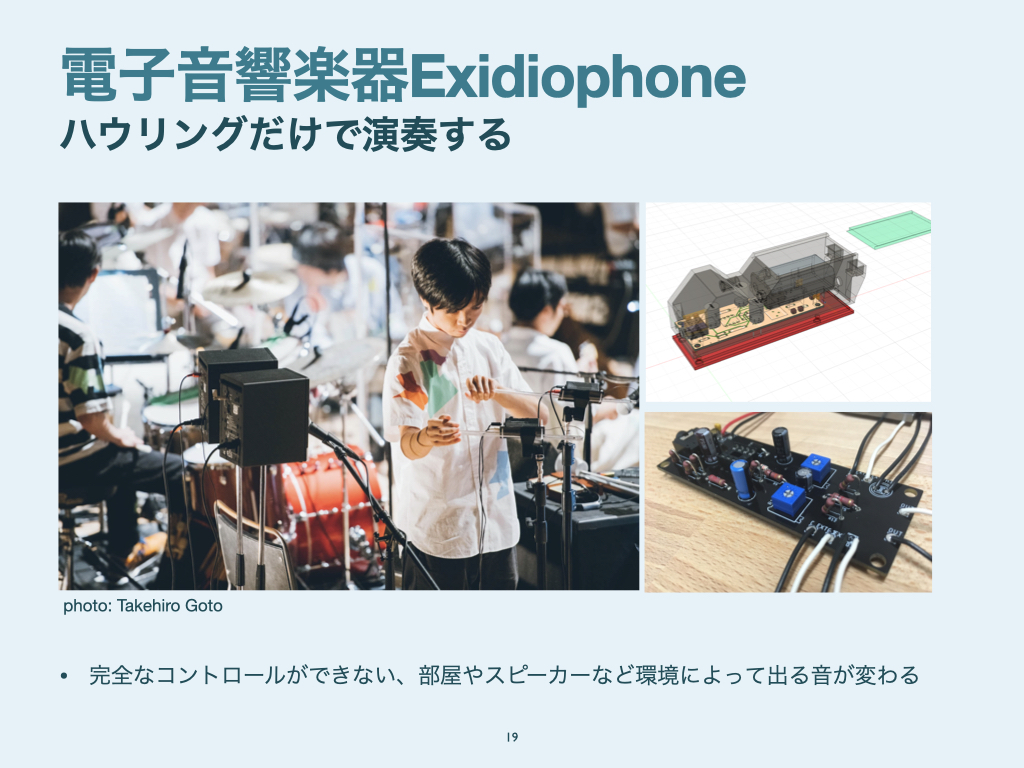 電子音響楽器Exidiophone
ハウリングだけで演奏する
photo: Takehiro Goto
• 完全なコントロールができない、部屋やスピーカーなど環境によって出る音が変わる
19